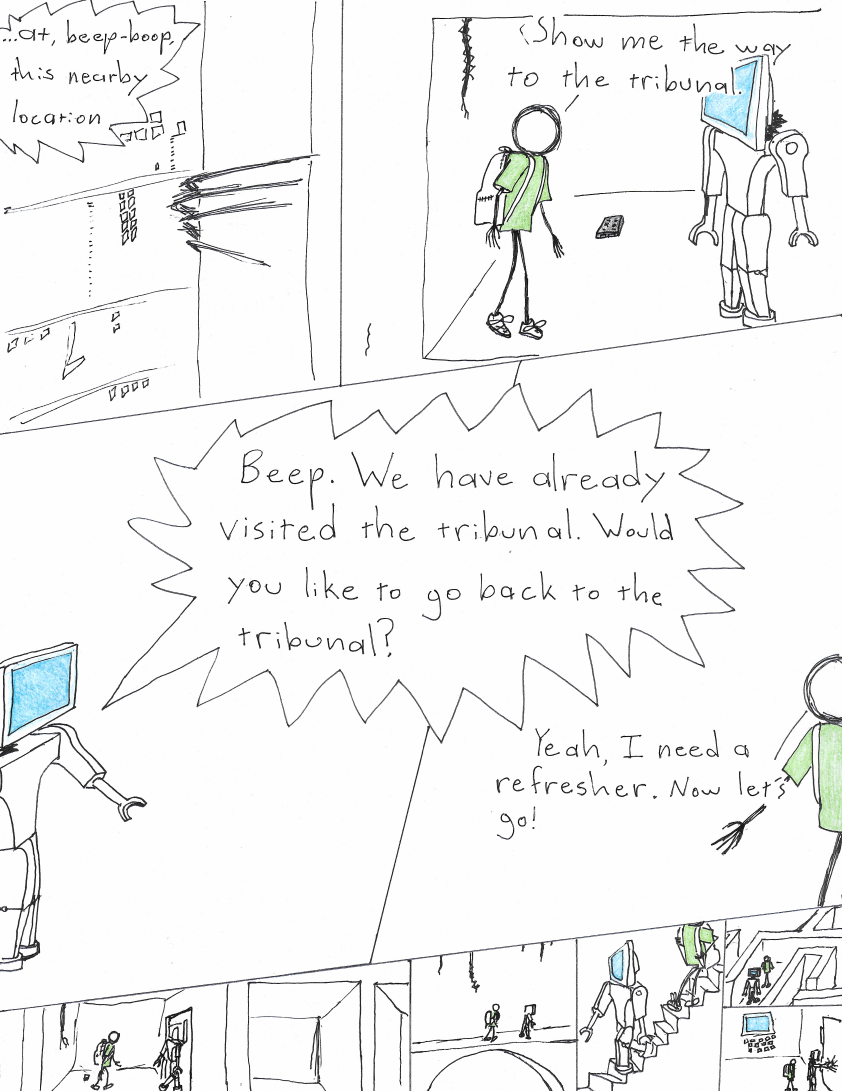 ...at, beep-boop,
this nearby
location
Show me the way
to the tribunal.
Beep. We have already
visited the tribunal. Would
you like to go back to the
tribunal?
Yeah, I need a
refresher. Now let's
go!